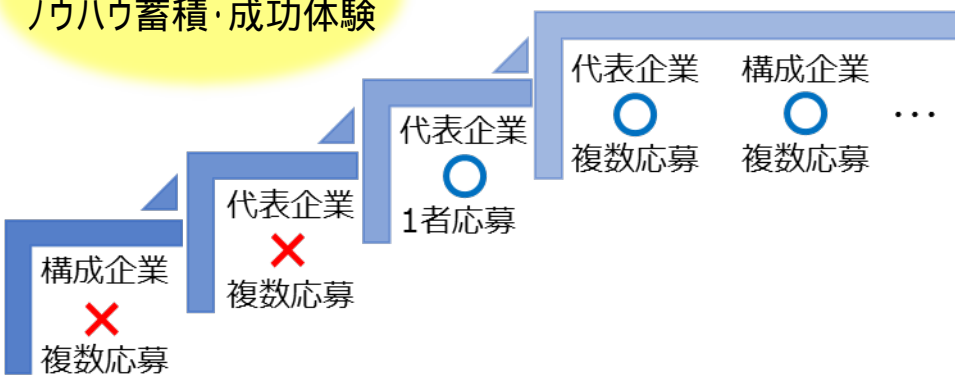 ノウハウ蓄積・成功体験
構成企業
×
複数応募
代表企業
×
複数応募
代表企業
○
1者応募
代表企業
○
複数応募
構成企業
○
複数応募
・・・